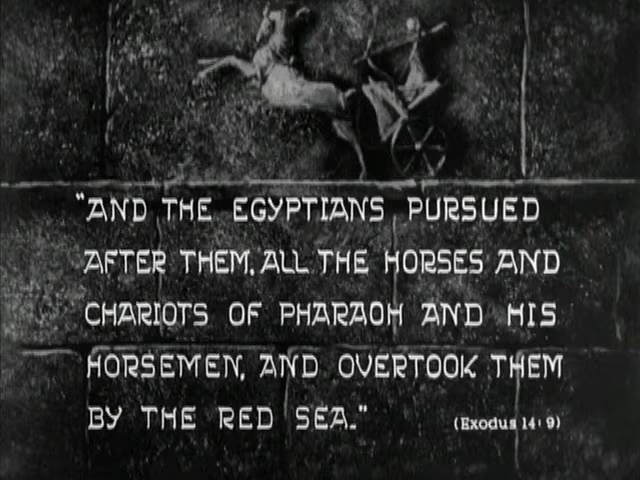 "AND THE EGYPTIANS PURSUED
AFTER THEM, ALL THE HORSES AND
CHARIOTS OF PHARAOH AND HIS
HORSEMEN, AND OVERTOOK THEM
BY THE RED SEA."
(Exodus 14:9)